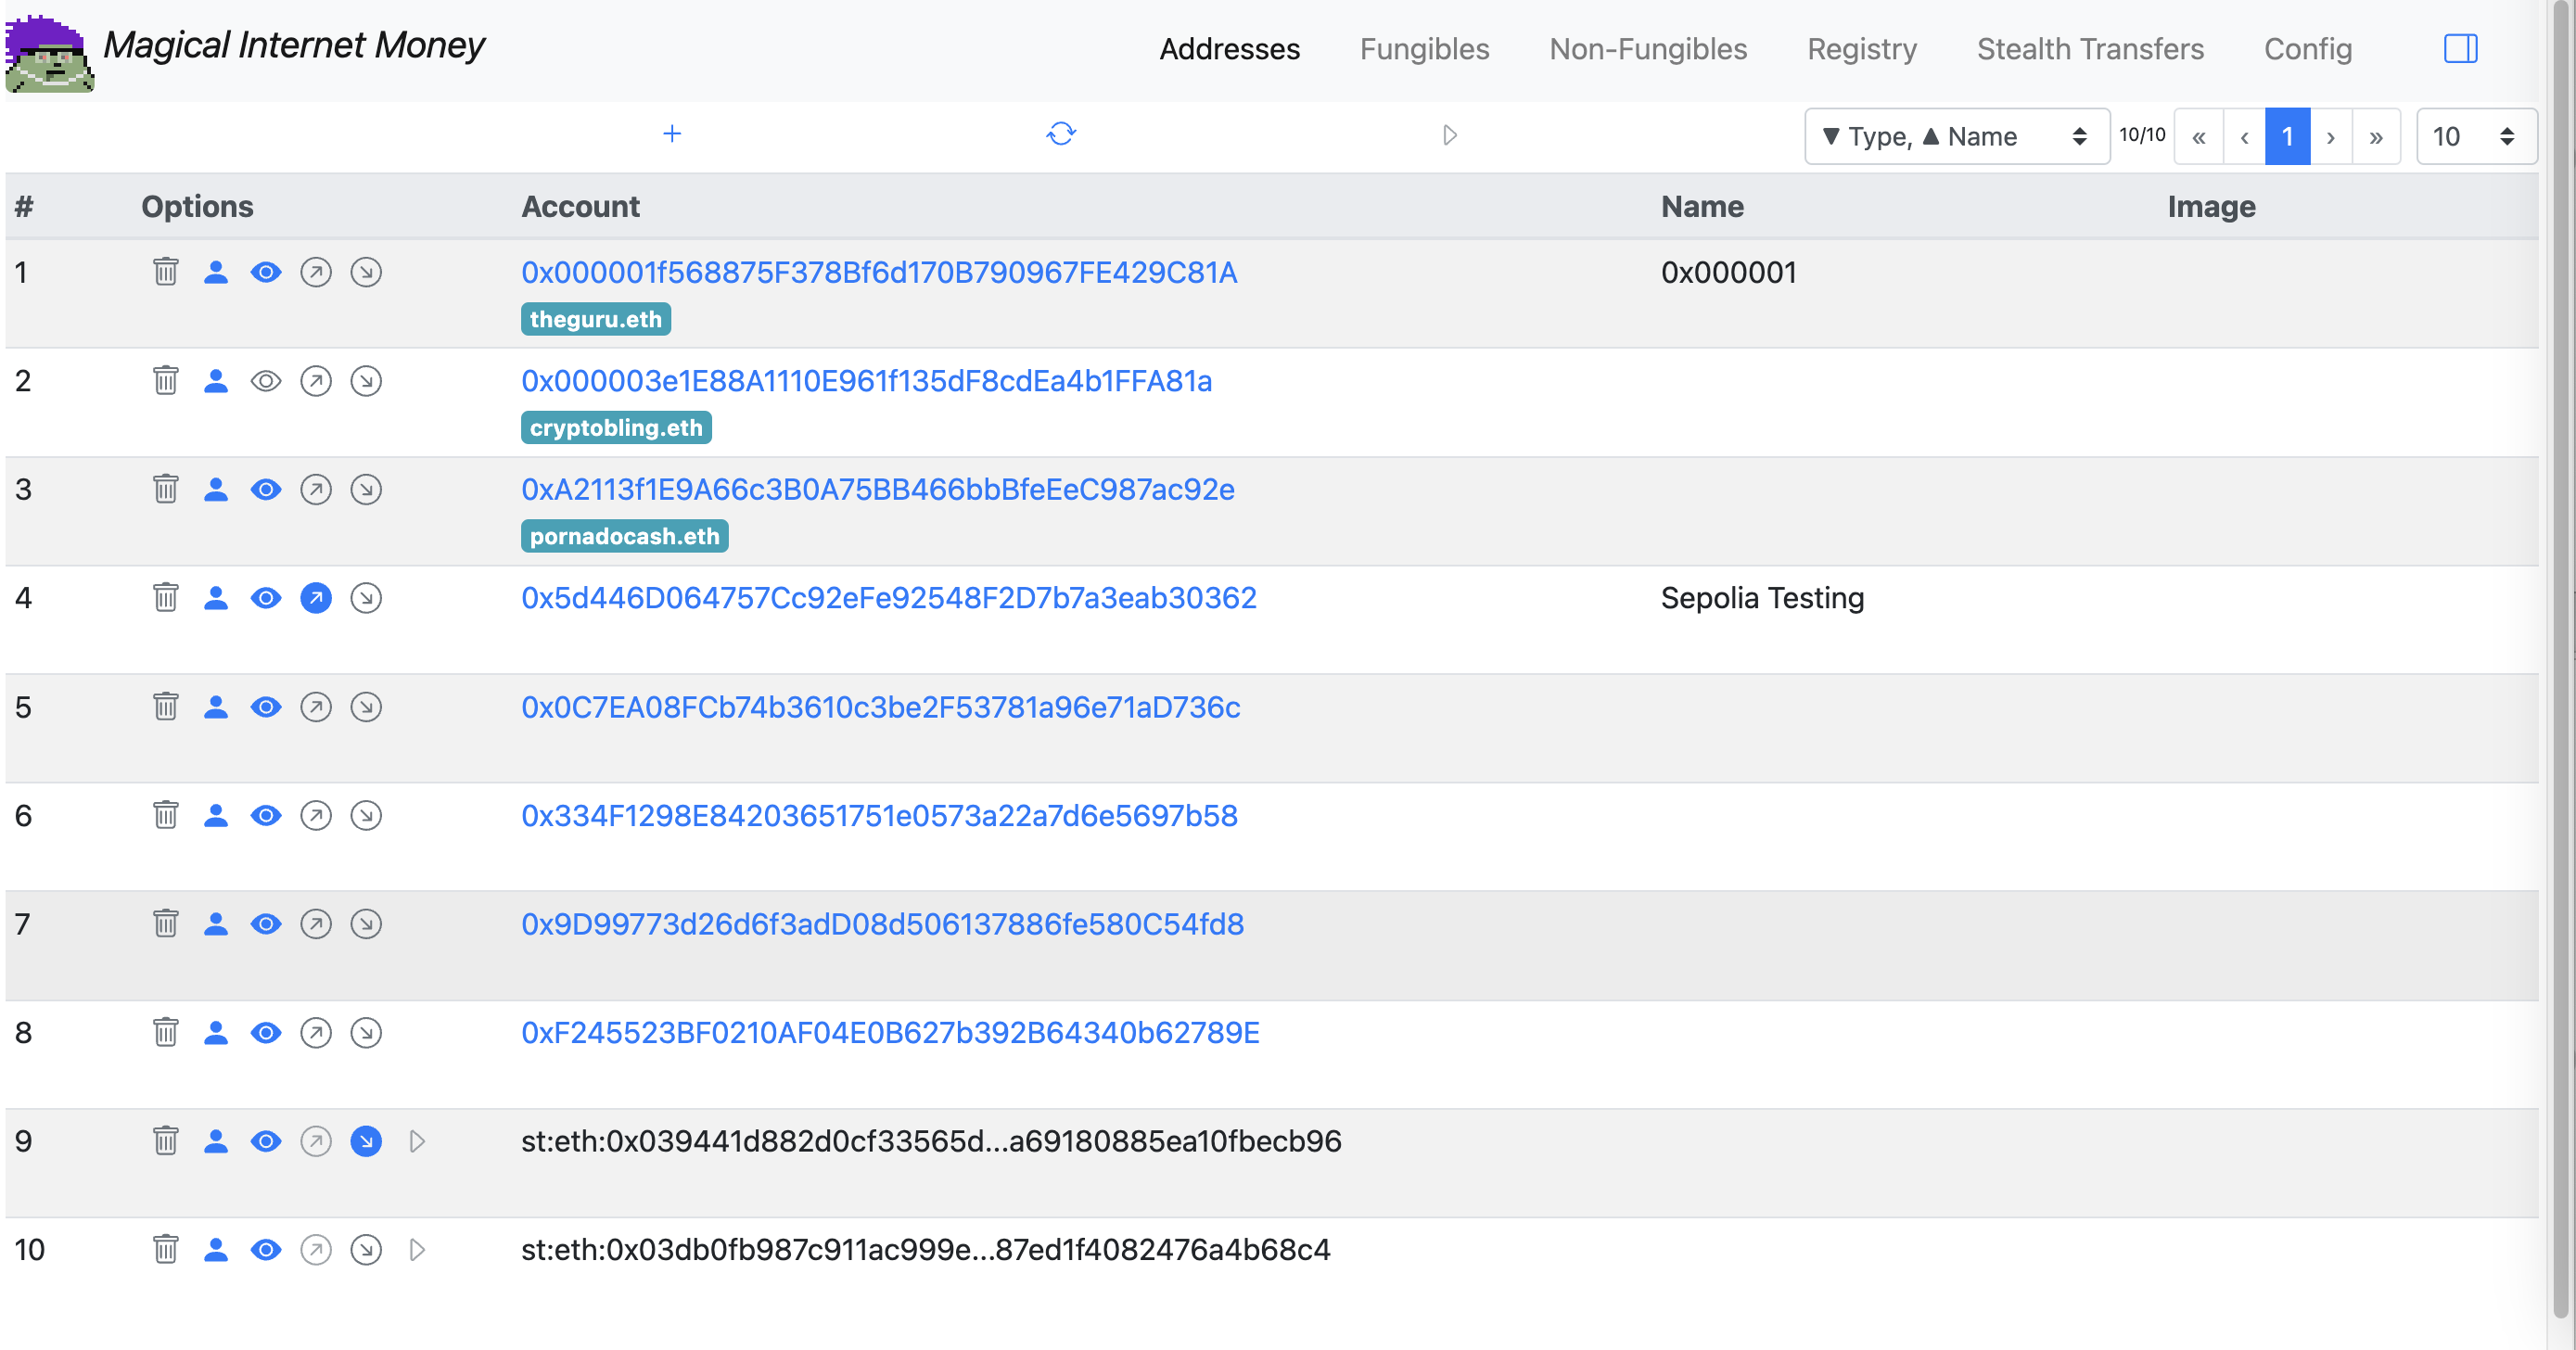 Magical Internet Money
Addresses Fungibles Non-Fungibles Registry Stealth Transfers Config
+ ▼ Type, ▲ Name 10/10 « ‹ 1 › » 10
# Options Account Name Image
1 0x000001f568875F378Bf6d170B790967FE429C81A 0x000001
theguru.eth
2 0x000003e1E88A1110E961f135dF8cdEa4b1FFA81a
cryptobling.eth
3 0xA2113f1E9A66c3B0A75BB466bbBfeEeC987ac92e
pornadocash.eth
4 0x5d446D064757Cc92eFe92548F2D7b7a3eab30362 Sepolia Testing
5 0x0C7EA08FCb74b3610c3be2F53781a96e71aD736c
6 0x334F1298E84203651751e0573a22a7d6e5697b58
7 0x9D99773d26d6f3adD08d506137886fe580C54fd8
8 0xF245523BF0210AF04E0B627b392B64340b62789E
9 st:eth:0x039441d882d0cf33565d...a69180885ea10fbecb96
10 st:eth:0x03db0fb987c911ac999e...87ed1f4082476a4b68c4